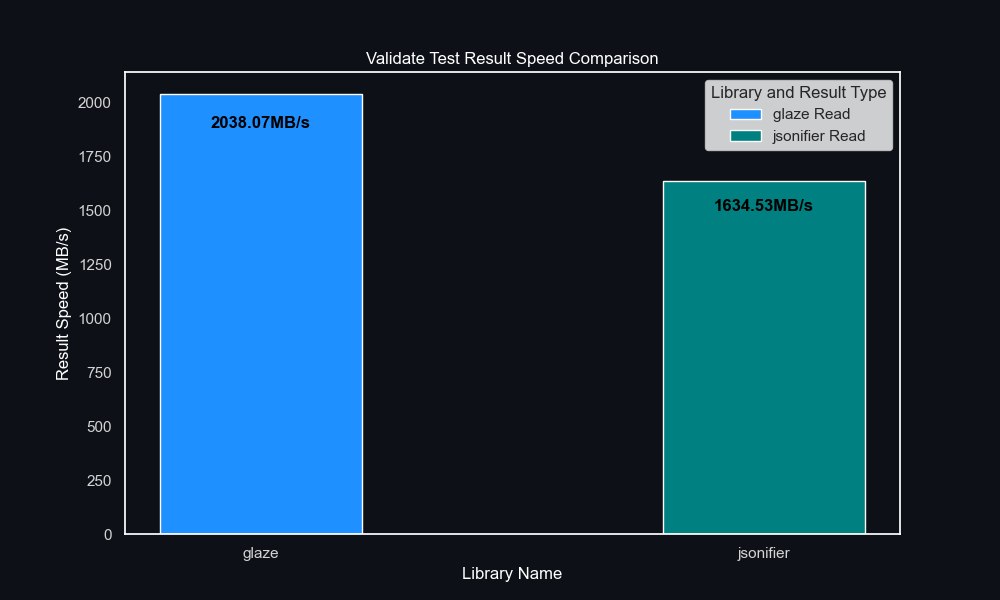 Validate Test Result Speed Comparison
Library and Result Type
glaze Read
jsonifier Read
2038.07MB/s
1634.53MB/s
2000
1750
1500
1250
1000
750
500
250
0
Result Speed (MB/s)
glaze
jsonifier
Library Name